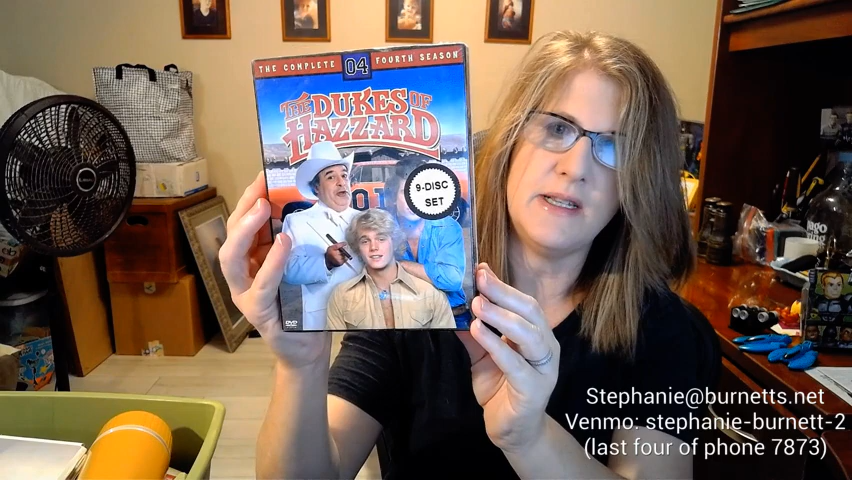 THE COMPLETE 04 FOURTH SEASON
THE DUKES OF
HAZZARD
9-DISC
SET
01
DVD
Stephanie@burnetts.net
Venmo: stephanie-burnett-2
(last four of phone 7873)